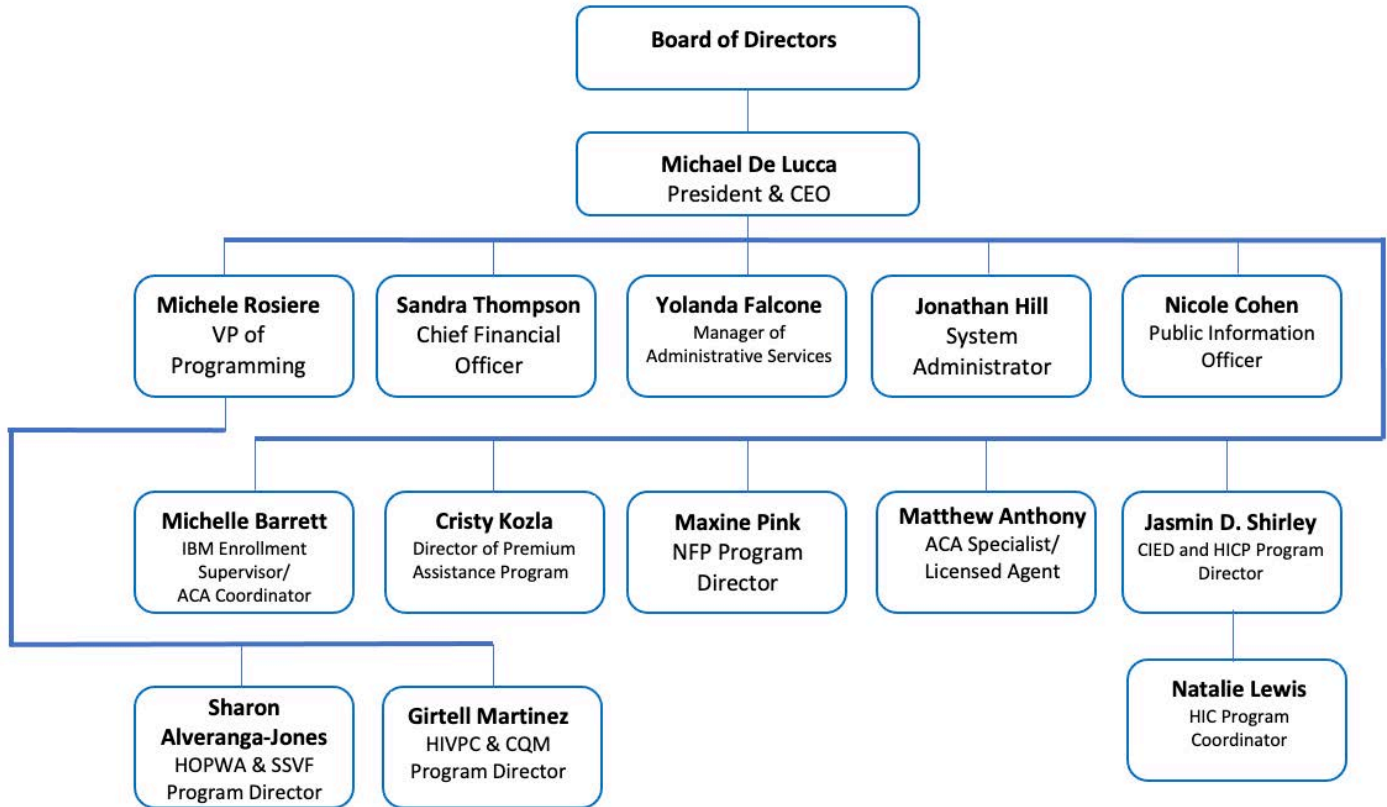 Board of Directors
Michael De Lucca
President & CEO
Michele Rosiere
VP of
Programming
Sandra Thompson
Chief Financial
Officer
Yolanda Falcone
Manager of
Administrative Services
Jonathan Hill
System
Administrator
Nicole Cohen
Public Information
Officer
Michelle Barrett
IBM Enrollment
Supervisor/
ACA Coordinator
Cristy Kozla
Director of Premium
Assistance Program
Maxine Pink
NFP Program
Director
Matthew Anthony
ACA Specialist/
Licensed Agent
Jasmin D. Shirley
CIED and HICP Program
Director
Sharon
Alveranga-Jones
HOPWA & SSVF
Program Director
Girtell Martinez
HIVPC & CQM
Program Director
Natalie Lewis
HIC Program
Coordinator